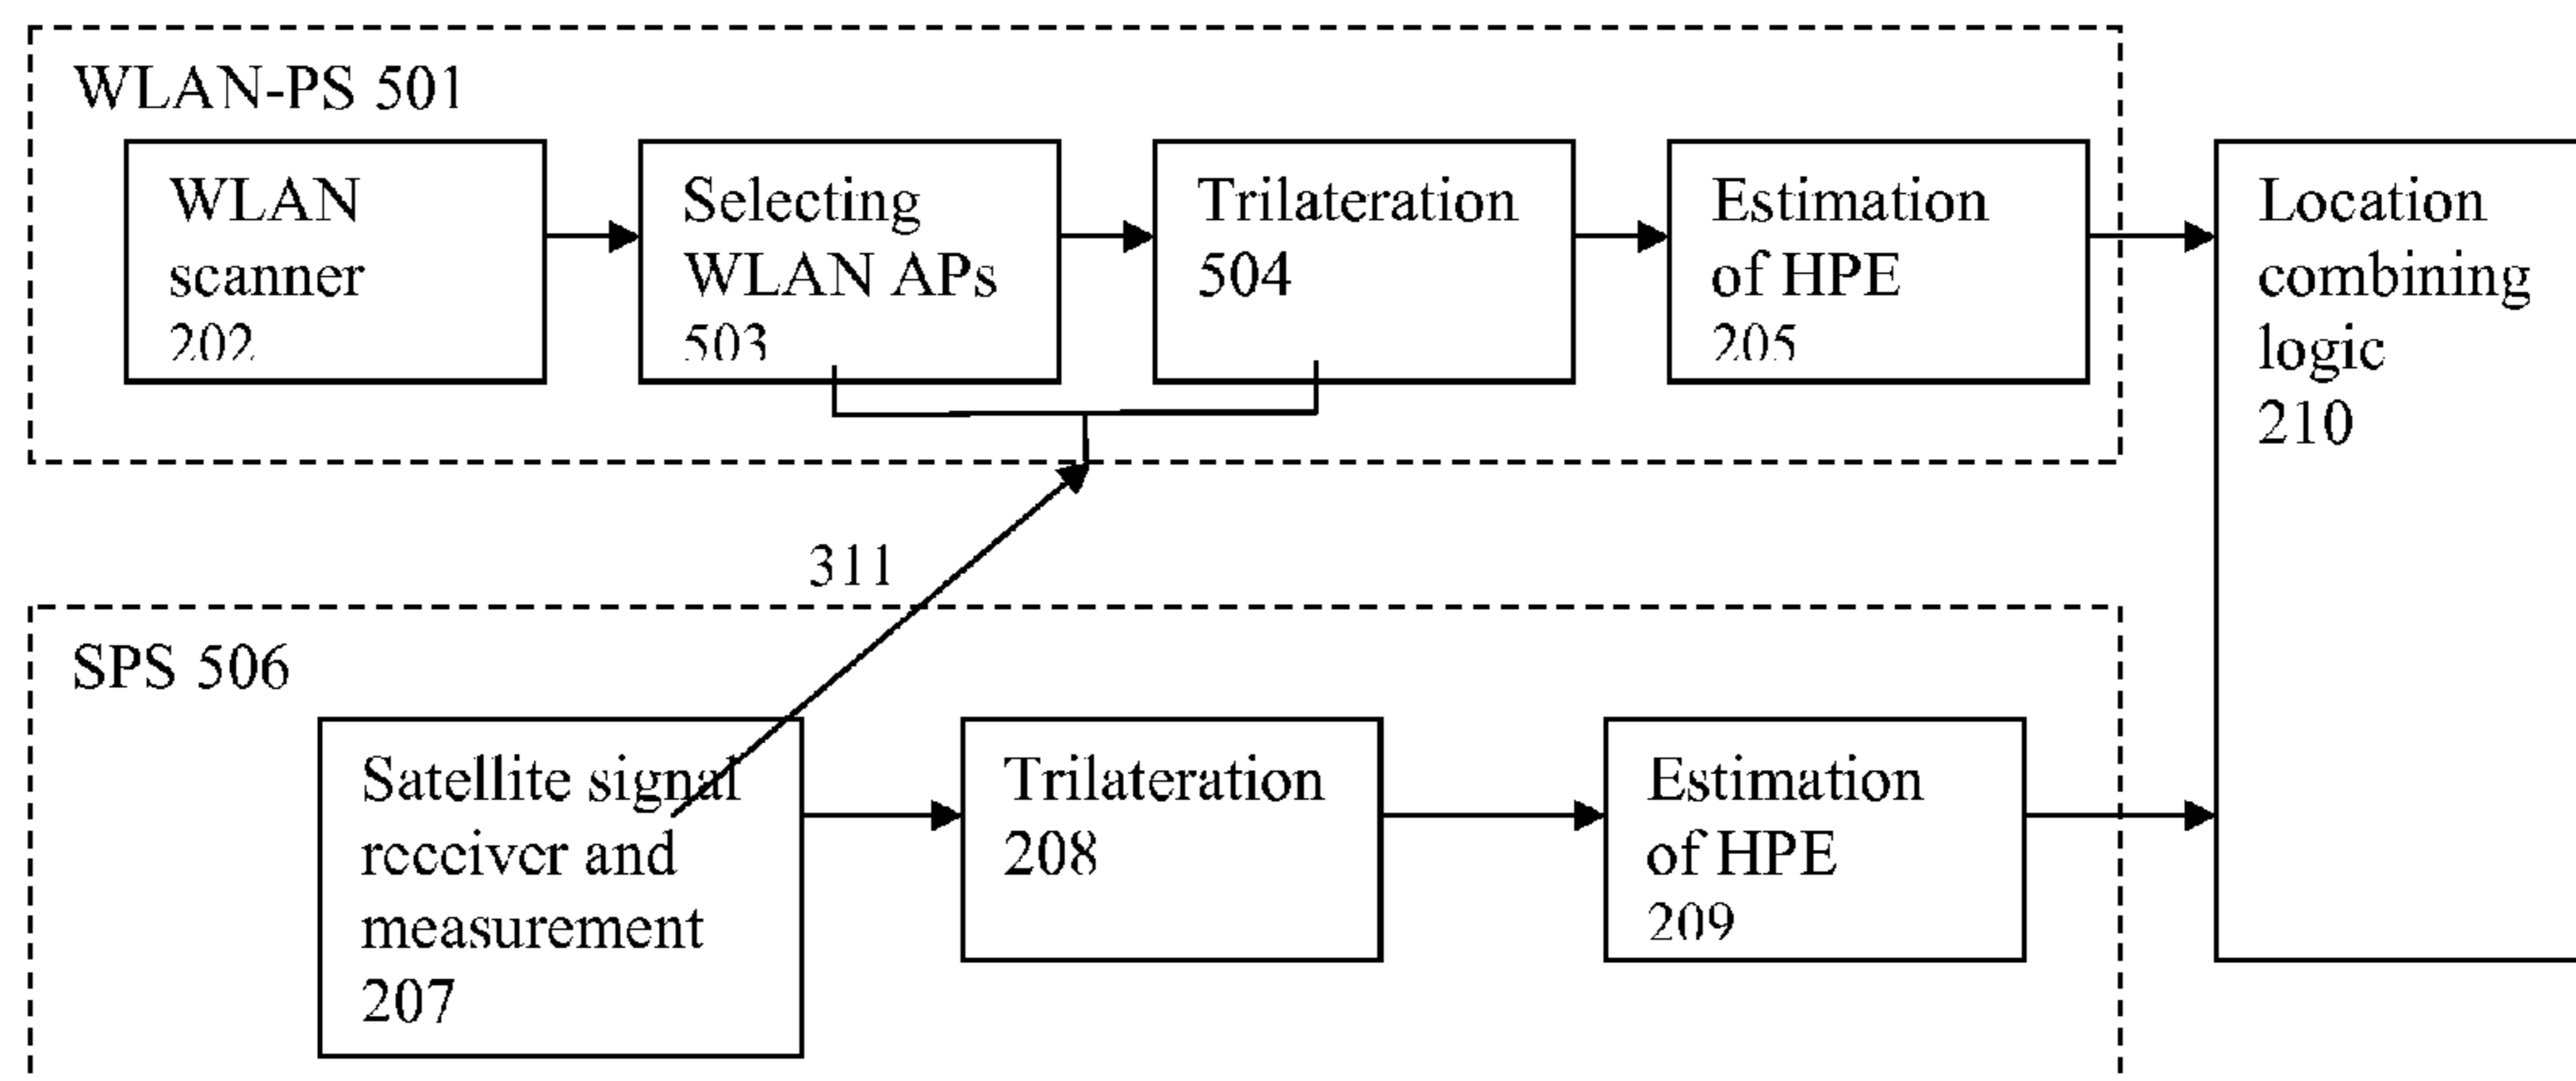 WLAN-PS 501
WLAN
scanner
202
Selecting
WLAN APs
503
Trilateration
504
Estimation
of HPE
205
Location
combining
logic
210
311
SPS 506
Satellite signal
receiver and
measurement
207
Trilateration
208
Estimation
of HPE
209